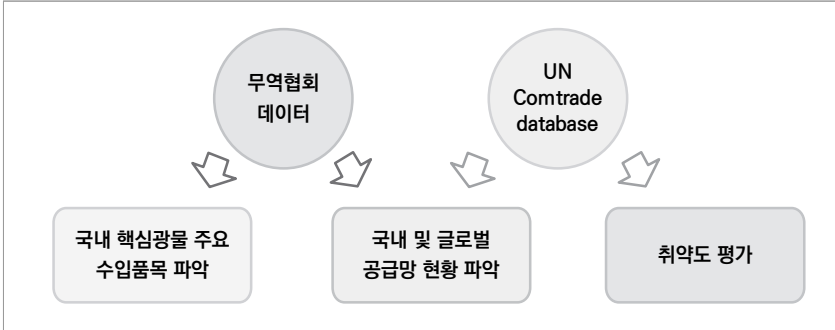 무역협회
데이터
UN
Comtrade
database
국내 핵심광물 주요
수입품목 파악
국내 및 글로벌
공급망 현황 파악
취약도 평가